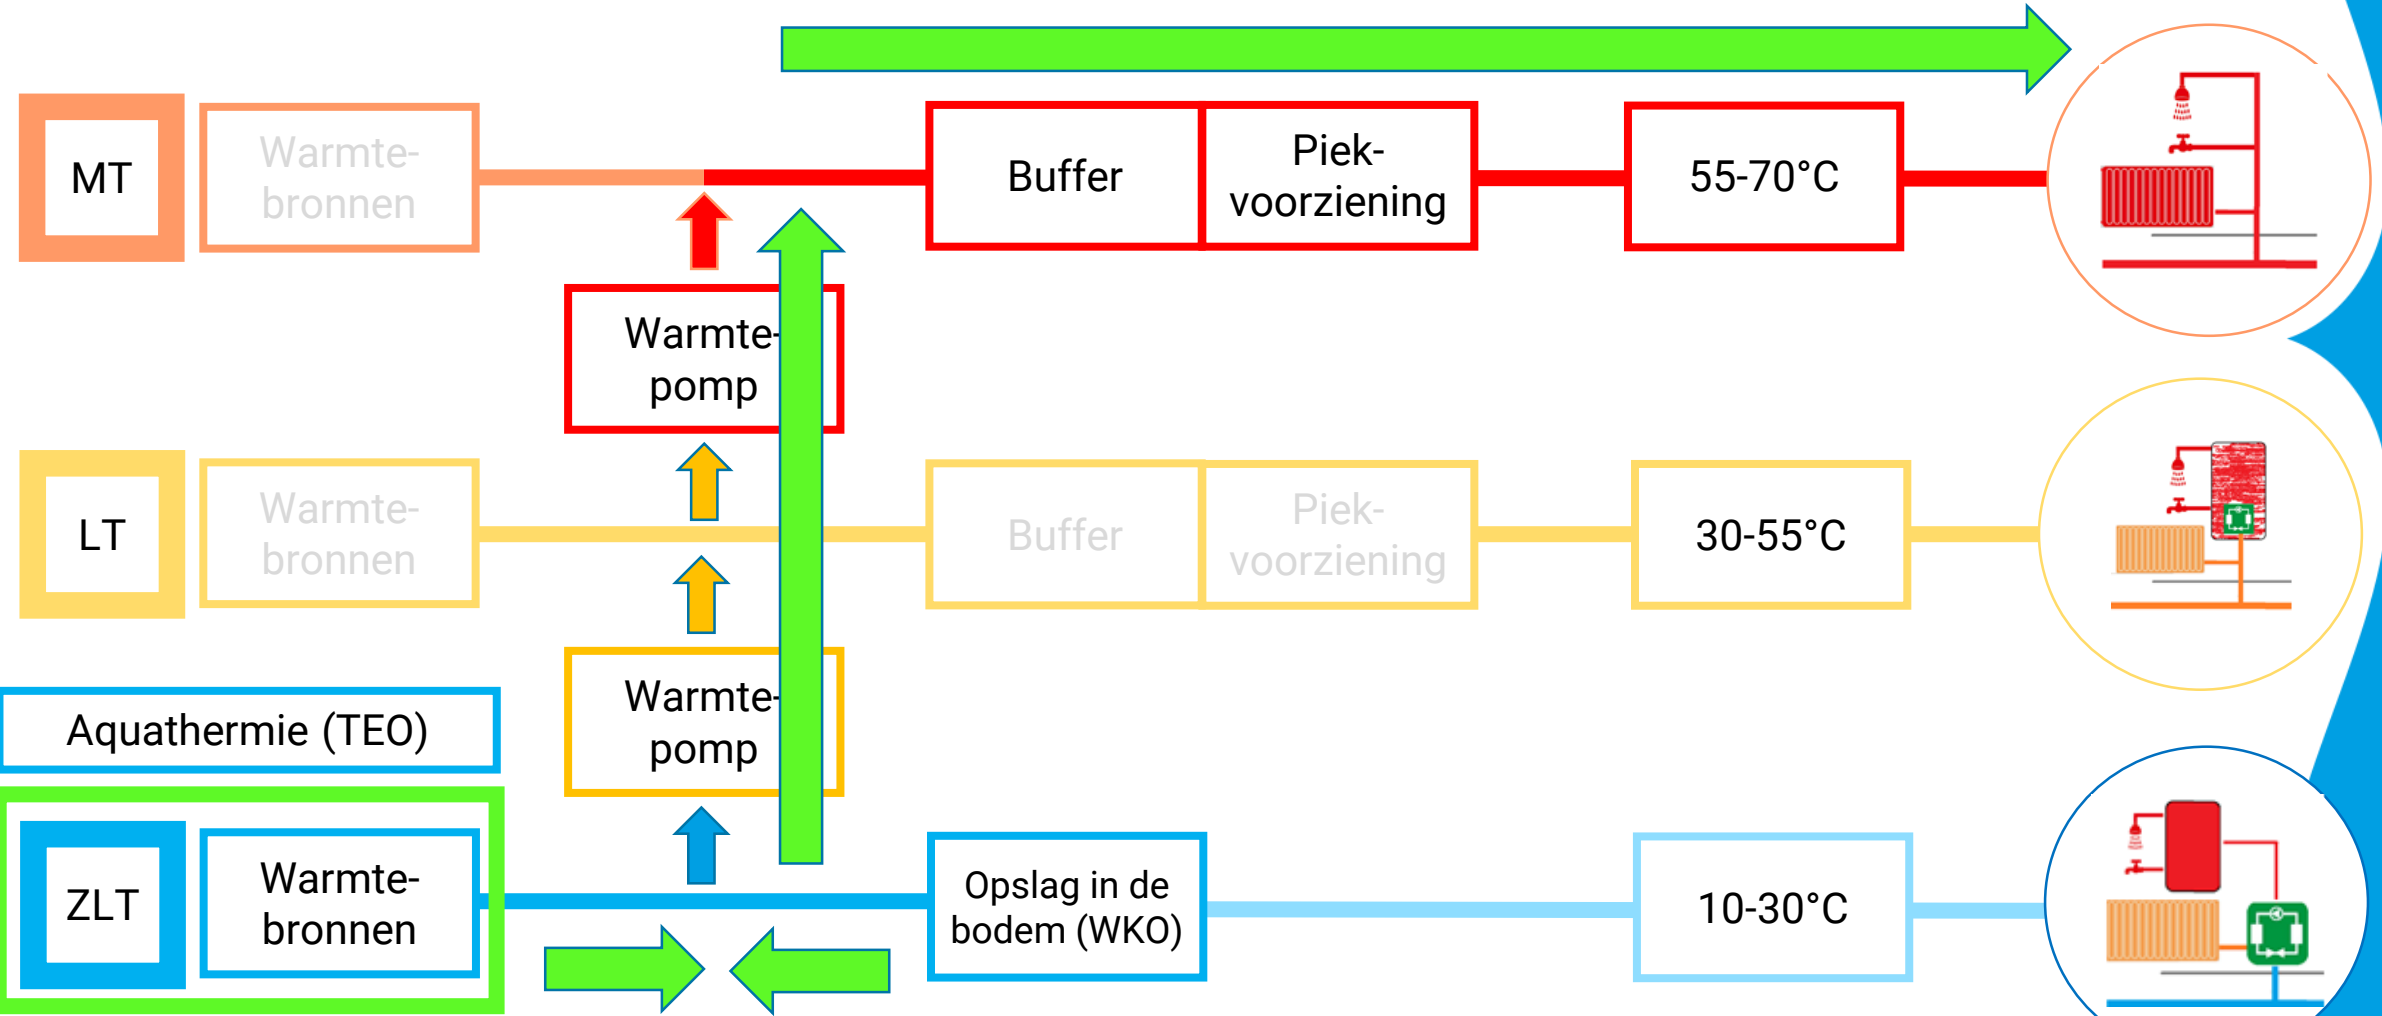 MT
Warmte-
bronnen
Buffer
Piek-
voorziening
55-70°C
Warmte-
pomp
LT
Warmte-
bronnen
Buffer
Piek-
voorziening
30-55°C
Warmte-
pomp
Aquathermie (TEO)
ZLT
Warmte-
bronnen
Opslag in de
bodem (WKO)
10-30°C